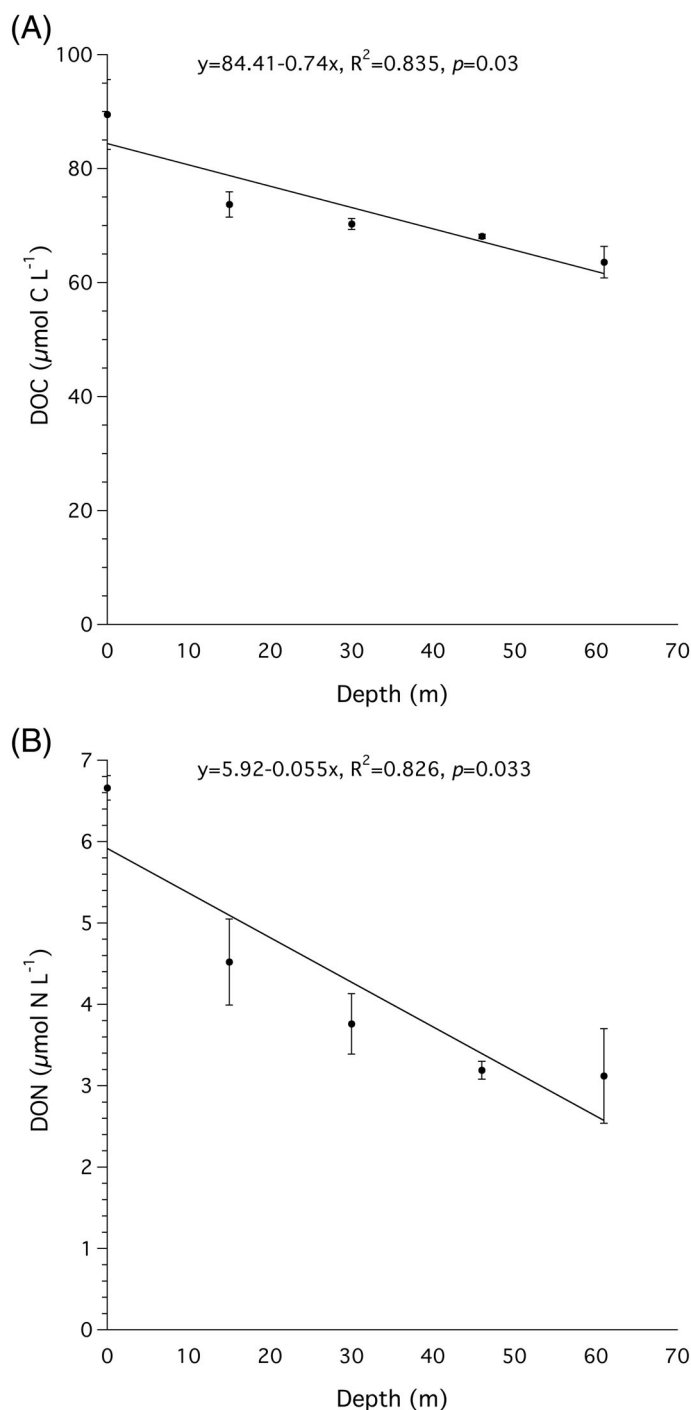 (A)
y=84.41-0.74x, R²=0.835, p=0.03
100
80
60
40
20
0
DOC (µmol C L⁻¹)
0 10 20 30 40 50 60 70
Depth (m)
(B)
y=5.92-0.055x, R²=0.826, p=0.033
7
6
5
4
3
2
1
0
DON (µmol N L⁻¹)
0 10 20 30 40 50 60 70
Depth (m)